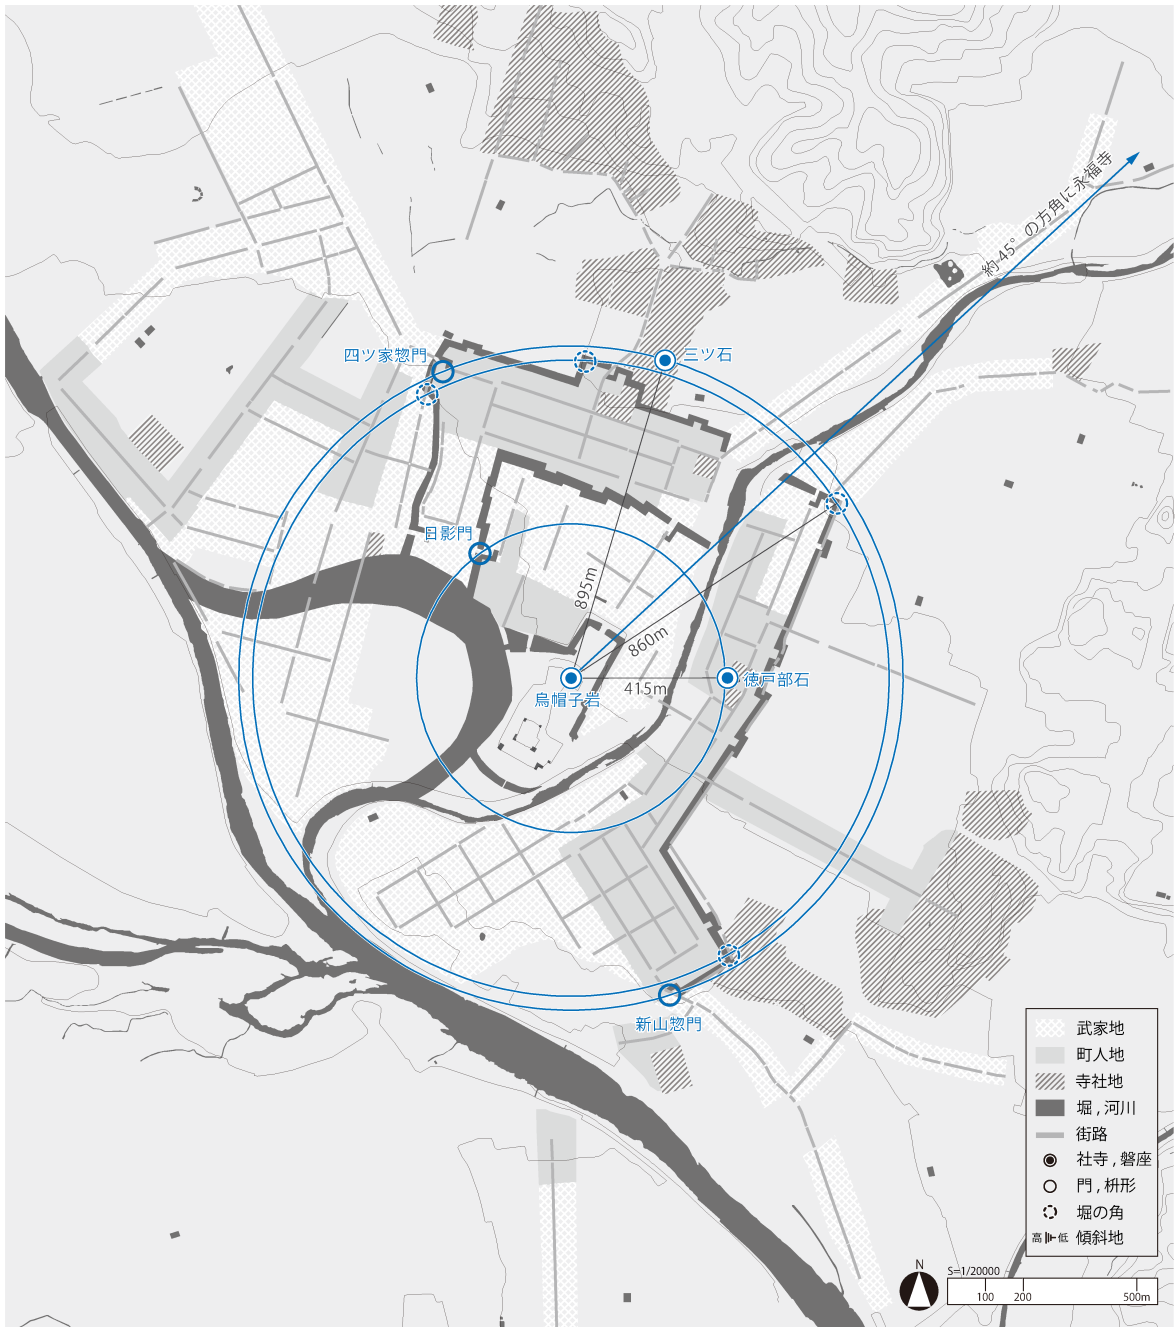 約 45°の方角に永福寺
四ツ家惣門
三ツ石
日影門
895m
860m
415m
烏帽子岩
徳戸部石
新山惣門
武家地
町人地
寺社地
堀 , 河川
街路
社寺 , 磐座
門 , 枡形
堀の角
高 低 傾斜地
N
S=1/20000
100 200 500m